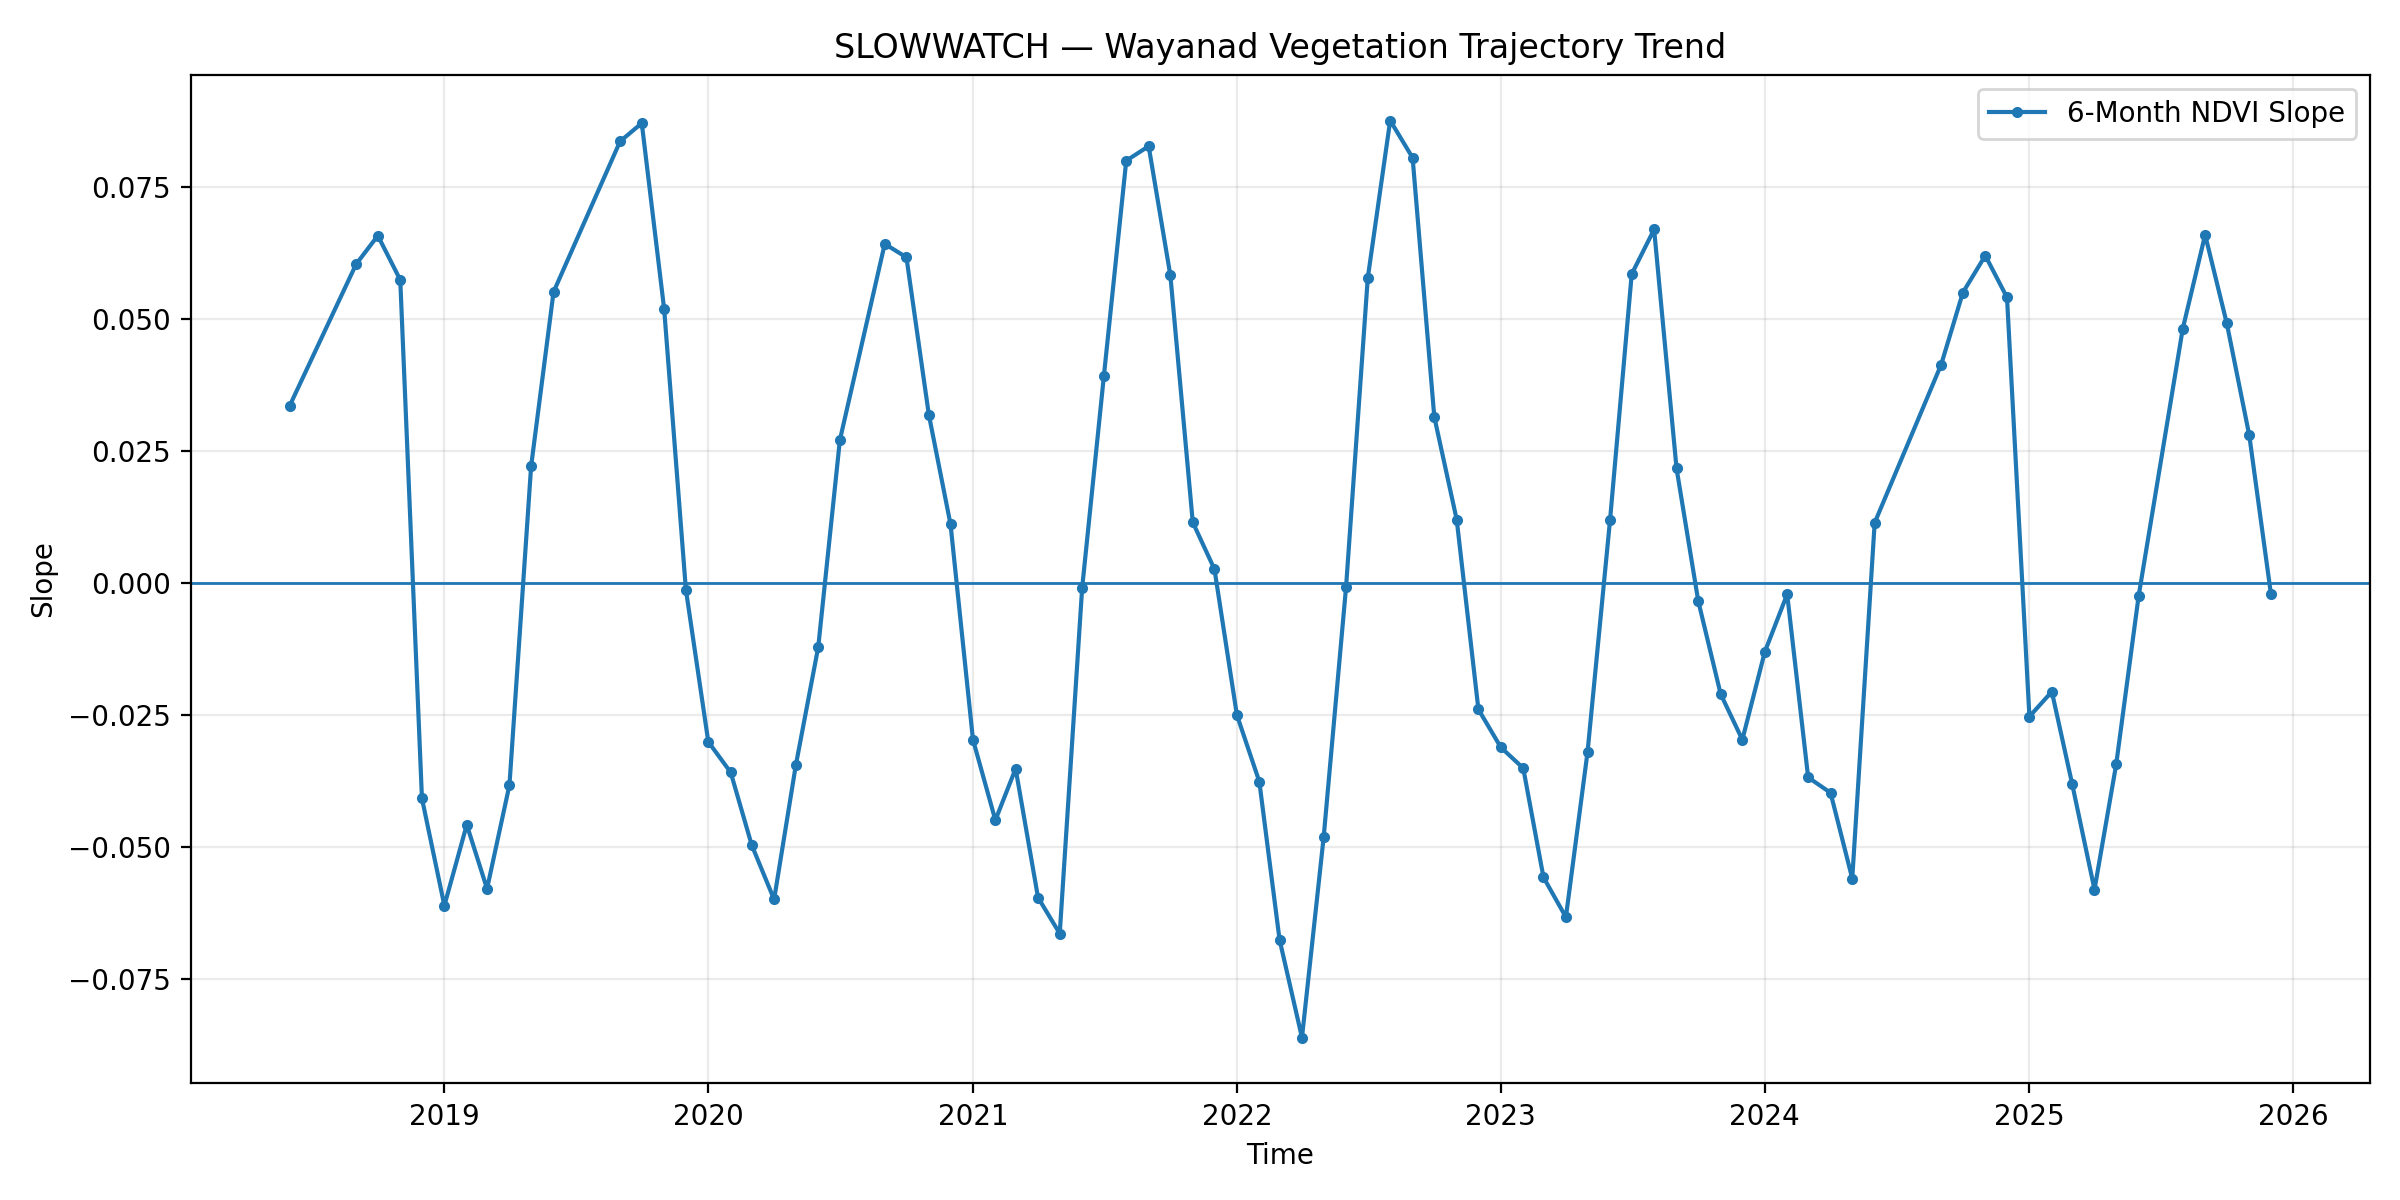 SLOWWATCH — Wayanad Vegetation Trajectory Trend
6-Month NDVI Slope
Slope
0.075
0.050
0.025
0.000
−0.025
−0.050
−0.075
2019 2020 2021 2022 2023 2024 2025 2026
Time